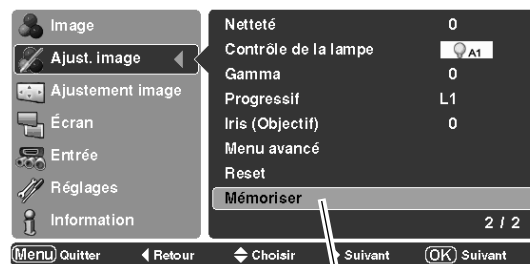 Image
Ajust. image
Ajustement image
Écran
Entrée
Réglages
Information
Netteté 0
Contrôle de la lampe A1
Gamma 0
Progressif L1
Iris (Objectif) 0
Menu avancé
Reset
Mémoriser
2 / 2
Menu Quitter Retour Choisir Suivant OK Suivant